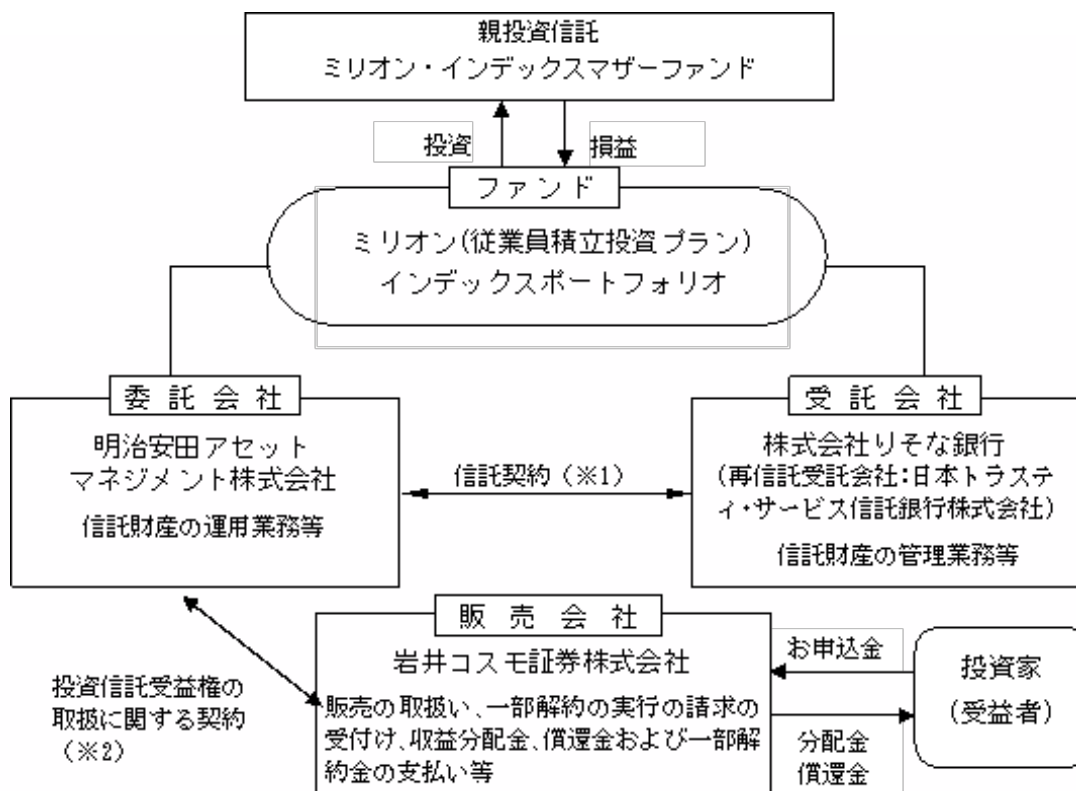 親投資信託
ミリオン・インデックスマザーファンド
投資
損益
ファンド
ミリオン(従業員積立投資プラン)
インデックスポートフォリオ
委託会社
明治安田アセット
マネジメント株式会社
信託財産の運用業務等
信託契約(※1)
受託会社
株式会社りそな銀行
(再信託受託会社:日本トラステ
ィ・サービス信託銀行株式会社)
信託財産の管理業務等
投資信託受益権の
取扱に関する契約
(※2)
販売会社
岩井コスモ証券株式会社
販売の取扱い、一部解約の実行の請求の
受付け、収益分配金、償還金および一部解
約金の支払い等
お申込金
分配金
償還金
投資家
(受益者)